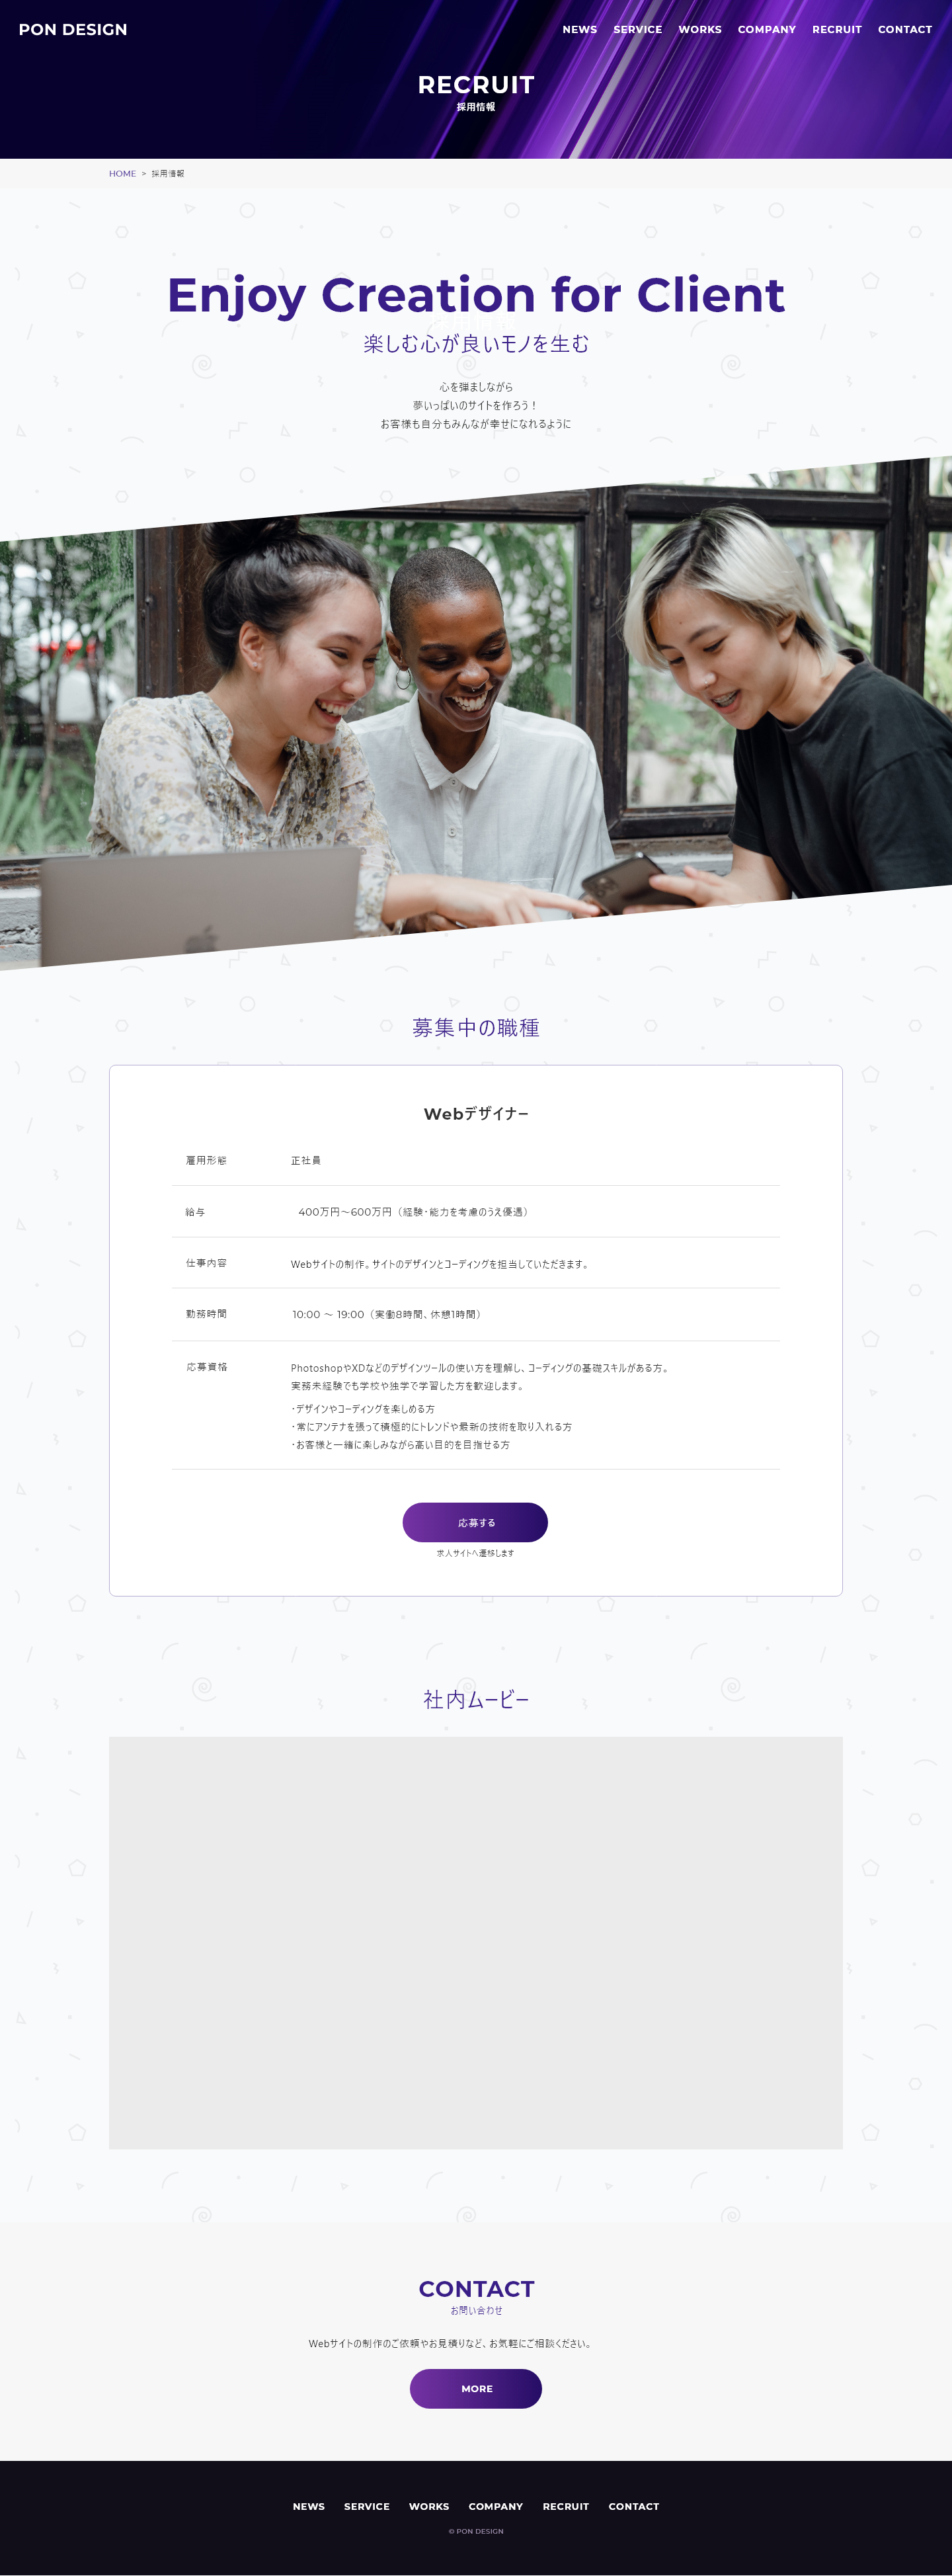 PON DESIGN
NEWS SERVICE WORKS COMPANY RECRUIT CONTACT
RECRUIT
採用情報
HOME > 採用情報
Enjoy Creation for Client
楽しむ心が良いモノを生む
心を弾ましながら
夢いっぱいのサイトを作ろう！
お客様も自分もみんなが幸せになれるように
募集中の職種
Webデザイナー
雇用形態 正社員
給与 400万円〜600万円（経験・能力を考慮のうえ優遇）
仕事内容 Webサイトの制作。サイトのデザインとコーディングを担当していただきます。
勤務時間 10:00 〜 19:00（実働8時間、休憩1時間）
応募資格 PhotoshopやXDなどのデザインツールの使い方を理解し、コーディングの基礎スキルがある方。
実務未経験でも学校や独学で学習した方を歓迎します。
・デザインやコーディングを楽しめる方
・常にアンテナを張って積極的にトレンドや最新の技術を取り入れる方
・お客様と一緒に楽しみながら高い目的を目指せる方
応募する
求人サイトへ遷移します
社内ムービー
CONTACT
お問い合わせ
Webサイトの制作のご依頼やお見積りなど、お気軽にご相談ください。
MORE
NEWS SERVICE WORKS COMPANY RECRUIT CONTACT
© PON DESIGN